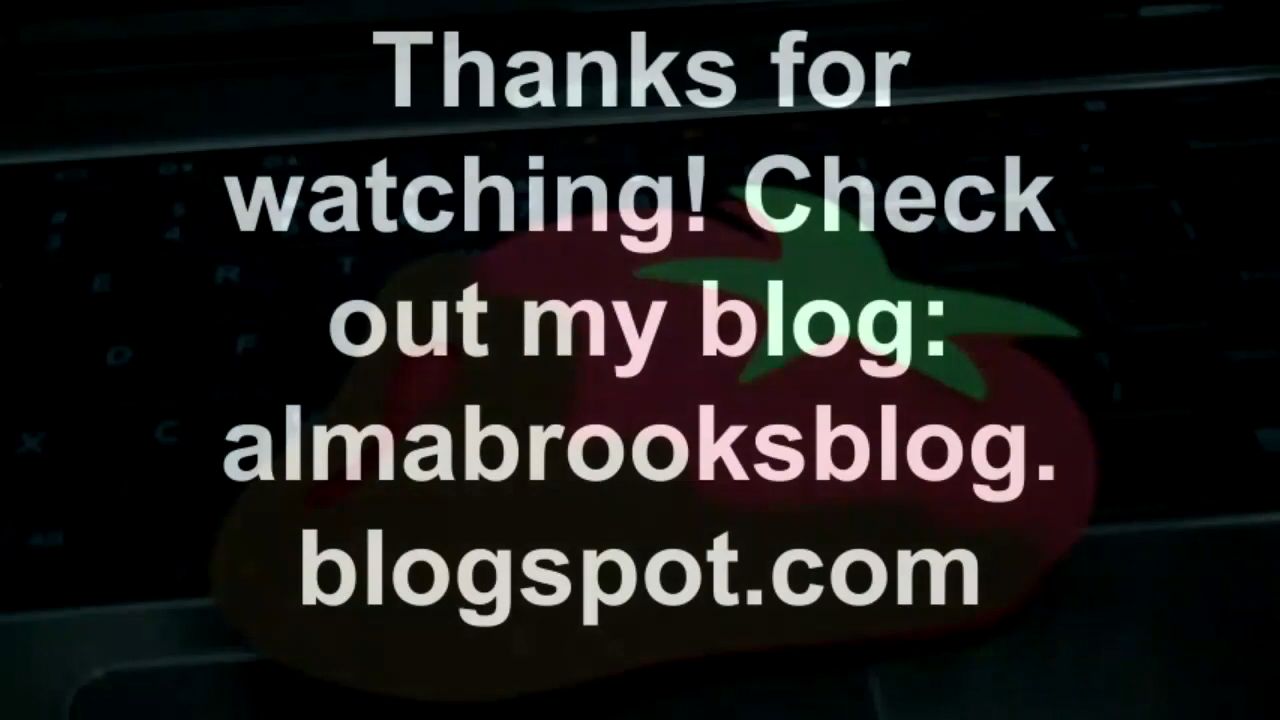 Thanks for
watching! Check
out my blog:
almabrooksblog.
blogspot.com
E R T
D F
X C